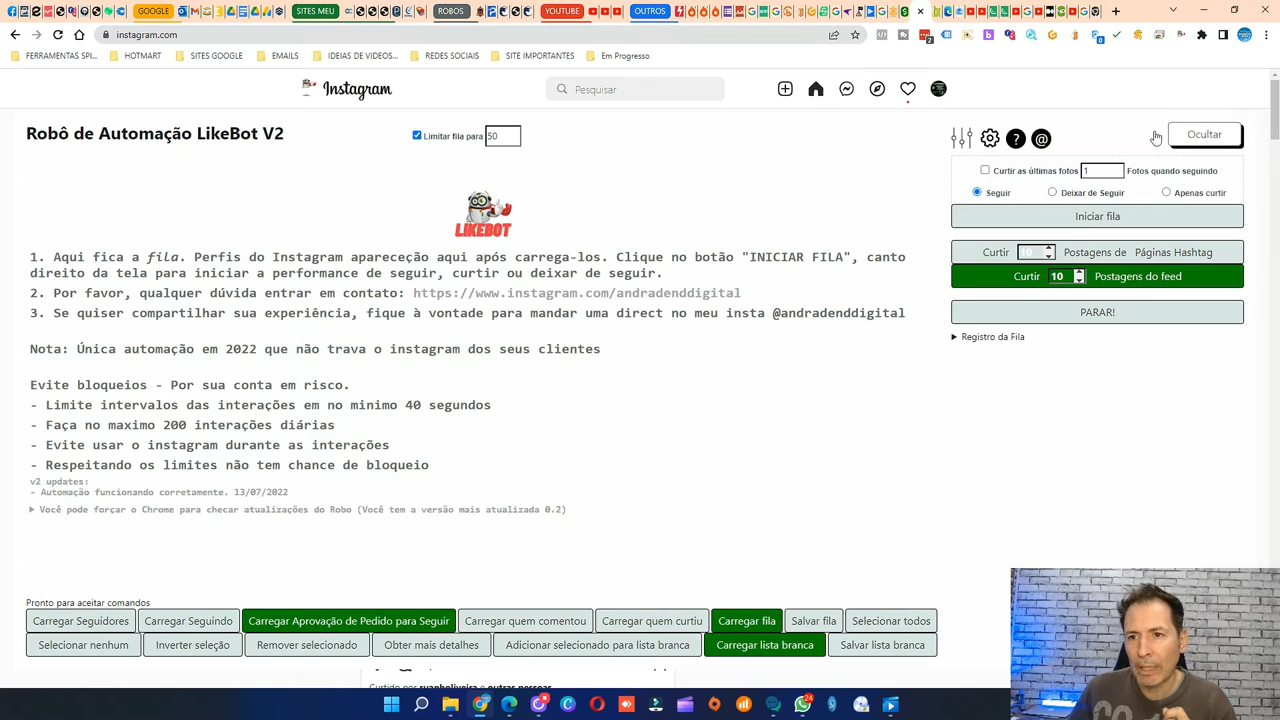 GOOGLE
SITES MEU
ROBÔS
YOUTUBE
OUTROS
instagram.com
FERRAMENTAS SPI...
HOTMART
SITES GOOGLE
EMAILS
IDEIAS DE VIDEOS...
REDES SOCIAIS
SITE IMPORTANTES
Em Progresso
Instagram
Pesquisar
Robô de Automação LikeBot V2
Limitar fila para 50
Ocultar
Curtir as últimas fotos 1 Fotos quando seguindo
Seguir
Deixar de Seguir
Apenas curtir
Iniciar fila
Curtir 10 Postagens de Páginas Hashtag
Curtir 10 Postagens do feed
PARAR!
Registro da Fila
LIKEBOT
1. Aqui fica a fila. Perfis do Instagram apareceção aqui após carrega-los. Clique no botão "INICIAR FILA", canto
direito da tela para iniciar a performance de seguir, curtir ou deixar de seguir.
2. Por favor, qualquer dúvida entrar em contato: https://www.instagram.com/andradenddigital
3. Se quiser compartilhar sua experiência, fique à vontade para mandar uma direct no meu insta @andradenddigital
Nota: Única automação em 2022 que não trava o instagram dos seus clientes
Evite bloqueios - Por sua conta em risco.
- Limite intervalos das interações em no minimo 40 segundos
- Faça no maximo 200 interações diárias
- Evite usar o instagram durante as interações
- Respeitando os limites não tem chance de bloqueio
v2 updates:
- Automação funcionando corretamente. 13/07/2022
Você pode forçar o Chrome para checar atualizações do Robo (Você tem a versão mais atualizada 0.2)
Pronto para aceitar comandos
Carregar Seguidores
Carregar Seguindo
Carregar Aprovação de Pedido para Seguir
Carregar quem comentou
Carregar quem curtiu
Carregar fila
Salvar fila
Selecionar todos
Selecionar nenhum
Inverter seleção
Remover selecionado
Obter mais detalhes
Adicionar selecionado para lista branca
Carregar lista branca
Salvar lista branca
24